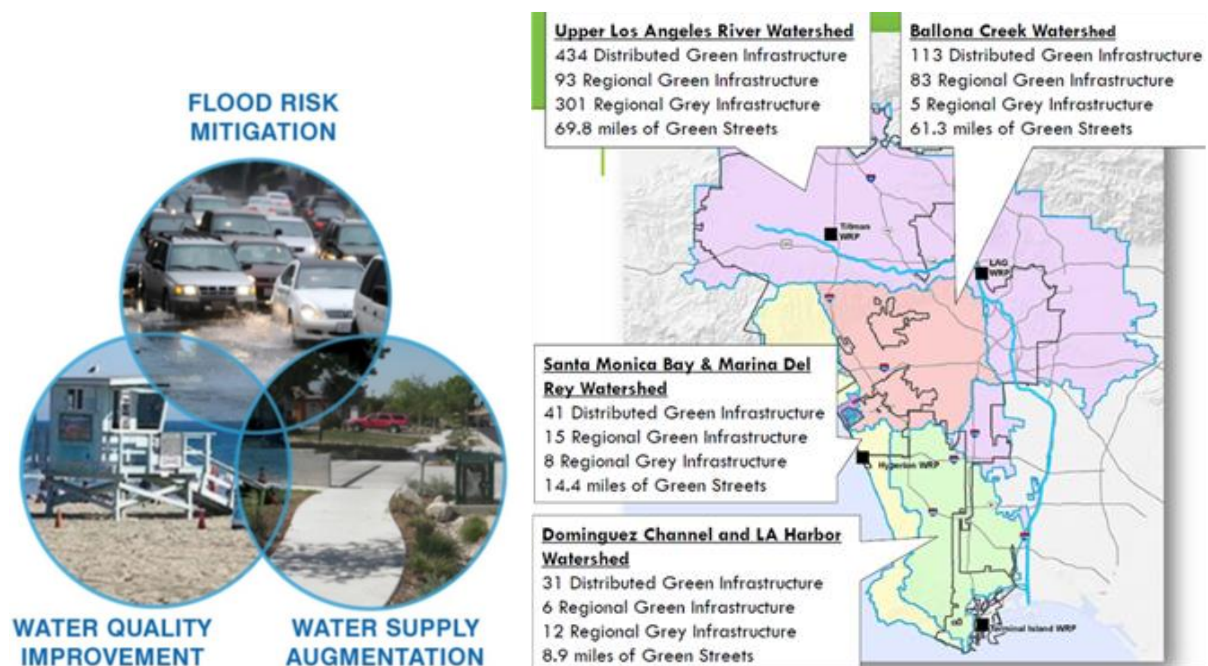 FLOOD RISK
MITIGATION
WATER QUALITY
IMPROVEMENT
WATER SUPPLY
AUGMENTATION
Upper Los Angeles River Watershed
434 Distributed Green Infrastructure
93 Regional Green Infrastructure
301 Regional Grey Infrastructure
69.8 miles of Green Streets
Ballona Creek Watershed
113 Distributed Green Infrastructure
83 Regional Green Infrastructure
5 Regional Grey Infrastructure
61.3 miles of Green Streets
Tillman
WRP
LAG
WRP
Santa Monica Bay & Marina Del
Rey Watershed
41 Distributed Green Infrastructure
15 Regional Green Infrastructure
8 Regional Grey Infrastructure
14.4 miles of Green Streets
Hyperion WRP
Dominguez Channel and LA Harbor
Watershed
31 Distributed Green Infrastructure
6 Regional Green Infrastructure
12 Regional Grey Infrastructure
8.9 miles of Green Streets
Terminal Island WRP